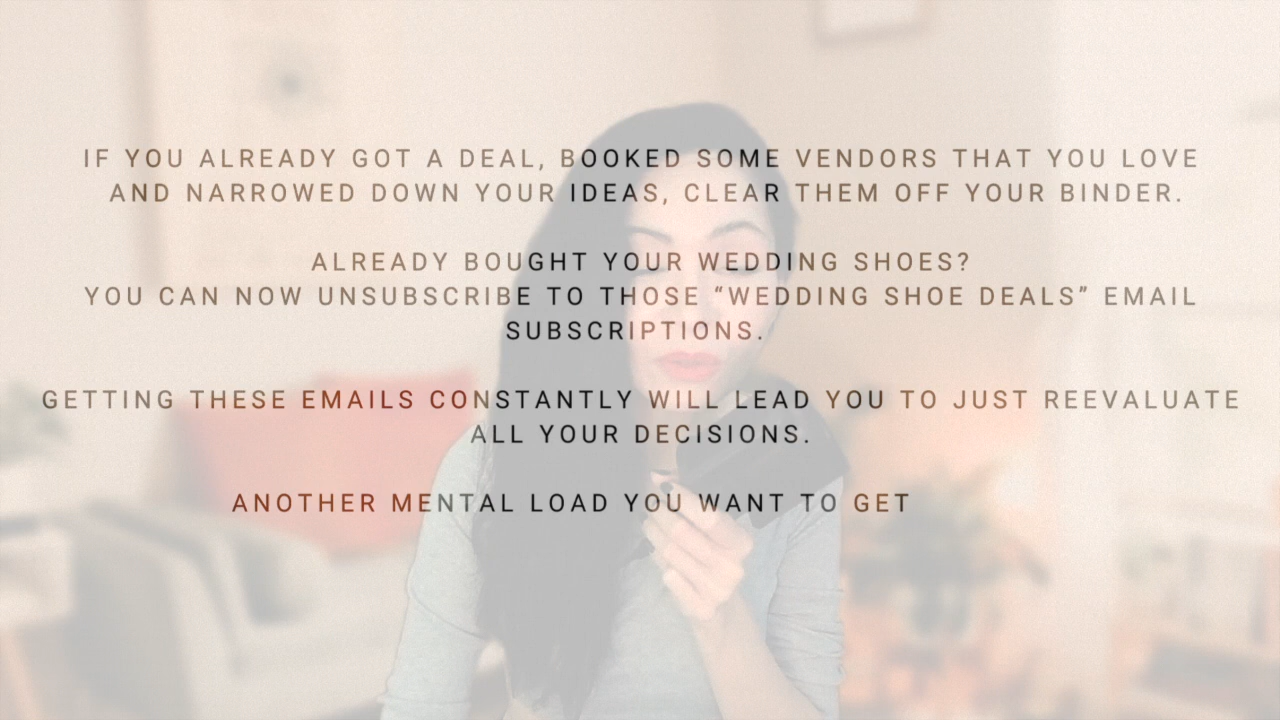 IF YOU ALREADY GOT A DEAL, BOOKED SOME VENDORS THAT YOU LOVE
AND NARROWED DOWN YOUR IDEAS, CLEAR THEM OFF YOUR BINDER.
ALREADY BOUGHT YOUR WEDDING SHOES?
YOU CAN NOW UNSUBSCRIBE TO THOSE “WEDDING SHOE DEALS” EMAIL
SUBSCRIPTIONS.
GETTING THESE EMAILS CONSTANTLY WILL LEAD YOU TO JUST REEVALUATE
ALL YOUR DECISIONS.
ANOTHER MENTAL LOAD YOU WANT TO GET